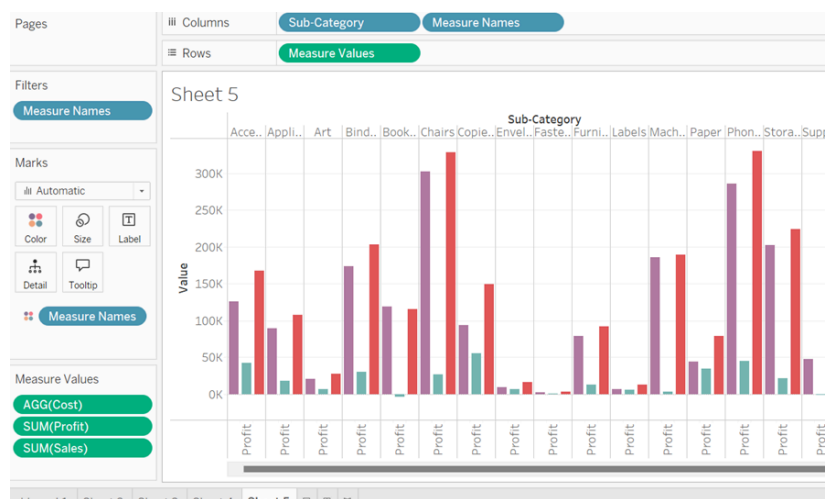 Pages
Columns Sub-Category Measure Names
Rows Measure Values
Filters
Measure Names
Marks
Automatic
Color Size Label
Detail Tooltip
Measure Names
Measure Values
AGG(Cost)
SUM(Profit)
SUM(Sales)
Sheet 5
Sub-Category
Acce.. Appli.. Art Bind.. Book.. Chairs Copie.. Envel.. Faste.. Furni.. Labels Mach.. Paper Phon.. Stora.. Supp
Value
300K
250K
200K
150K
100K
50K
0K
Profit Profit Profit Profit Profit Profit Profit Profit Profit Profit Profit Profit Profit Profit Profit Profit
Sheet 5